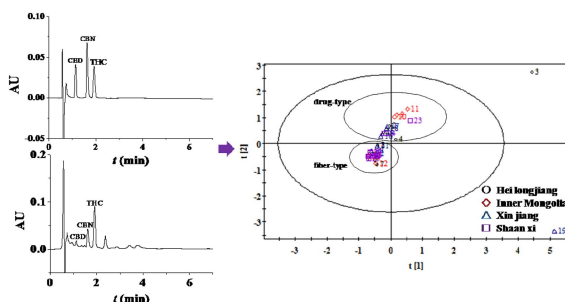 0.10
0.05
0.00
-0.05
AU
CBD
CBN
THC
0 2 4 6
t (min)
0.2
0.1
0.0
AU
CBD
CBN
THC
0 2 4 6
t (min)
3
2
1
0
-1
-2
-3
t [2]
drug-type
fiber-type
3
11
23
4
19
Hei longjiang
Inner Mongolia
Xin jiang
Shaan xi
-3 -2 -1 0 1 2 3 4 5
t [1]